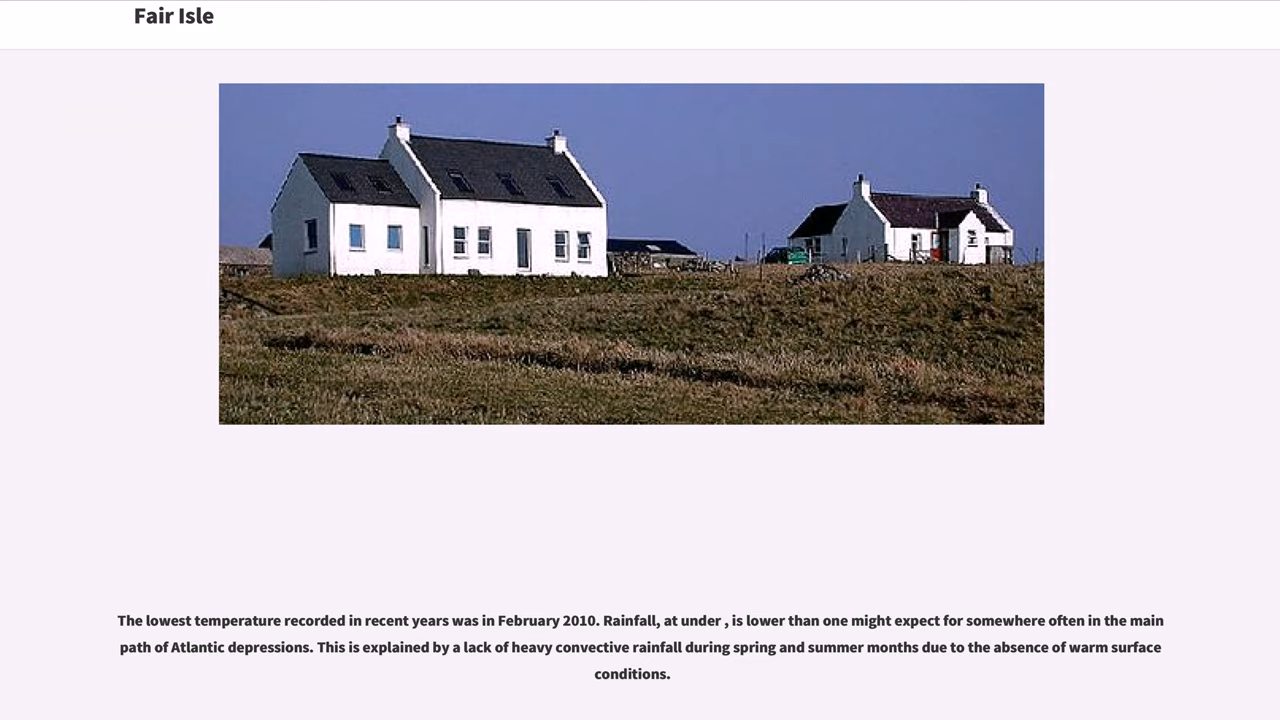 Fair Isle
The lowest temperature recorded in recent years was in February 2010. Rainfall, at under , is lower than one might expect for somewhere often in the main
path of Atlantic depressions. This is explained by a lack of heavy convective rainfall during spring and summer months due to the absence of warm surface
conditions.